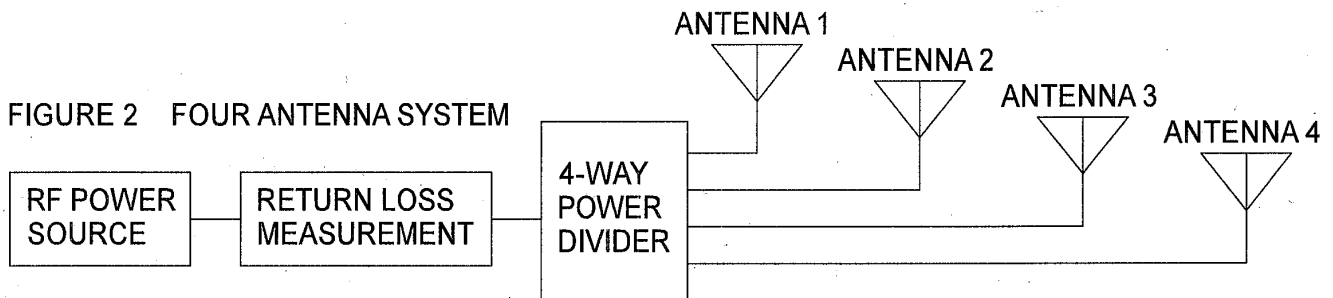 ANTENNA 1
ANTENNA 2
ANTENNA 3
ANTENNA 4
FIGURE 2 FOUR ANTENNA SYSTEM
RF POWER
SOURCE
RETURN LOSS
MEASUREMENT
4-WAY
POWER
DIVIDER